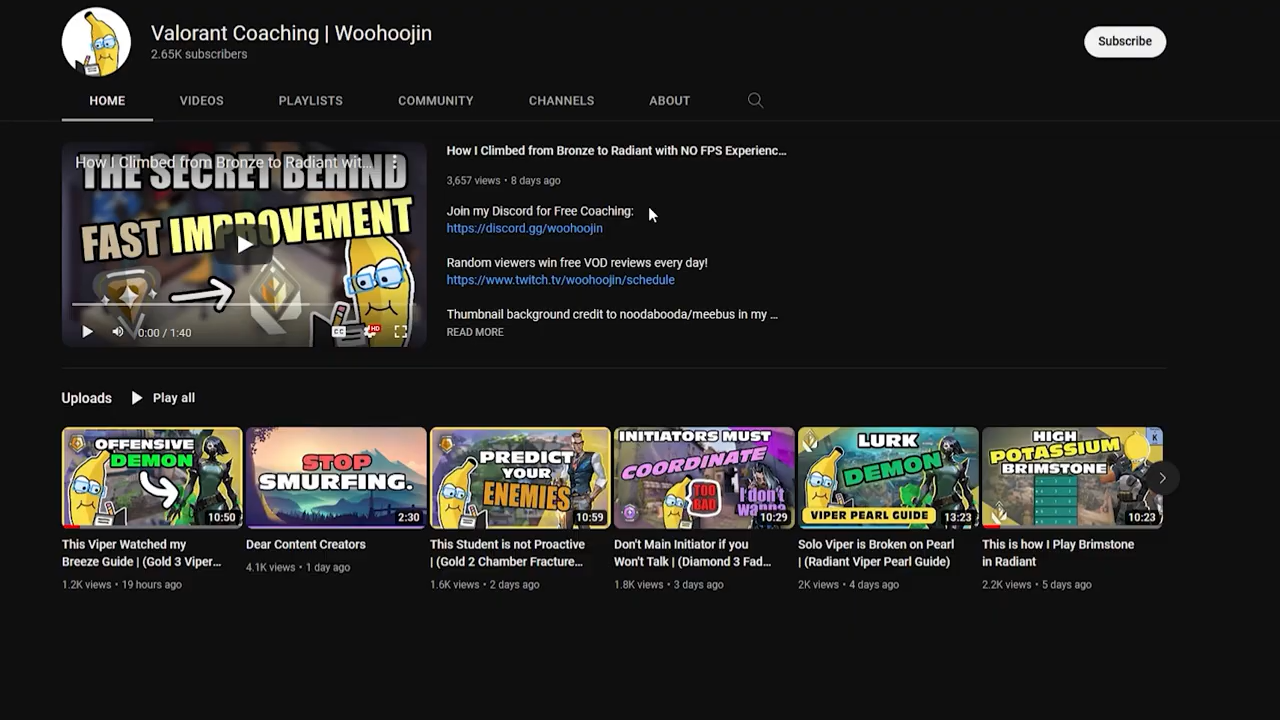 Valorant Coaching | Woohoojin
2.65K subscribers
Subscribe
HOME
VIDEOS
PLAYLISTS
COMMUNITY
CHANNELS
ABOUT
How I Climbed from Bronze to Radiant wit...
THE SECRET BEHIND
FAST IMPROVEMENT
0:00 / 1:40
CC
HD
How I Climbed from Bronze to Radiant with NO FPS Experienc...
3,657 views • 8 days ago
Join my Discord for Free Coaching:
https://discord.gg/woohoojin
Random viewers win free VOD reviews every day!
https://www.twitch.tv/woohoojin/schedule
Thumbnail background credit to noodabooda/meebus in my ...
READ MORE
Uploads
Play all
OFFENSIVE
DEMON
10:50
This Viper Watched my
Breeze Guide | (Gold 3 Viper...
1.2K views • 19 hours ago
STOP
SMURFING.
2:30
Dear Content Creators
4.1K views • 1 day ago
PREDICT
YOUR
ENEMIES
10:59
This Student is not Proactive
| (Gold 2 Chamber Fracture...
1.6K views • 2 days ago
INITIATORS MUST
COORDINATE
TOO
BAD
I don't
wanna
10:29
Don't Main Initiator if you
Won't Talk | (Diamond 3 Fad...
1.8K views • 3 days ago
LURK
DEMON
VIPER PEARL GUIDE
13:23
Solo Viper is Broken on Pearl
| (Radiant Viper Pearl Guide)
2K views • 4 days ago
HIGH
POTASSIUM
BRIMSTONE
K
10:23
This is how I Play Brimstone
in Radiant
2.2K views • 5 days ago